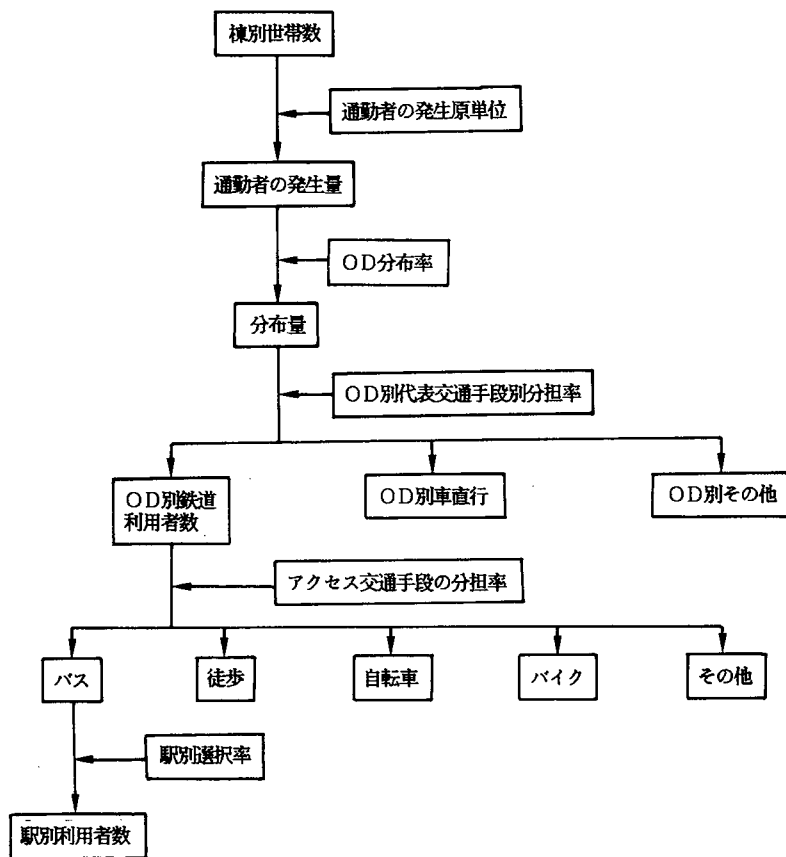 棟別世帯数
通勤者の発生原単位
通勤者の発生量
OD分布率
分布量
OD別代表交通手段別分担率
OD別鉄道
利用者数
OD別車直行
OD別その他
アクセス交通手段の分担率
バス
徒歩
自転車
バイク
その他
駅別選択率
駅別利用者数